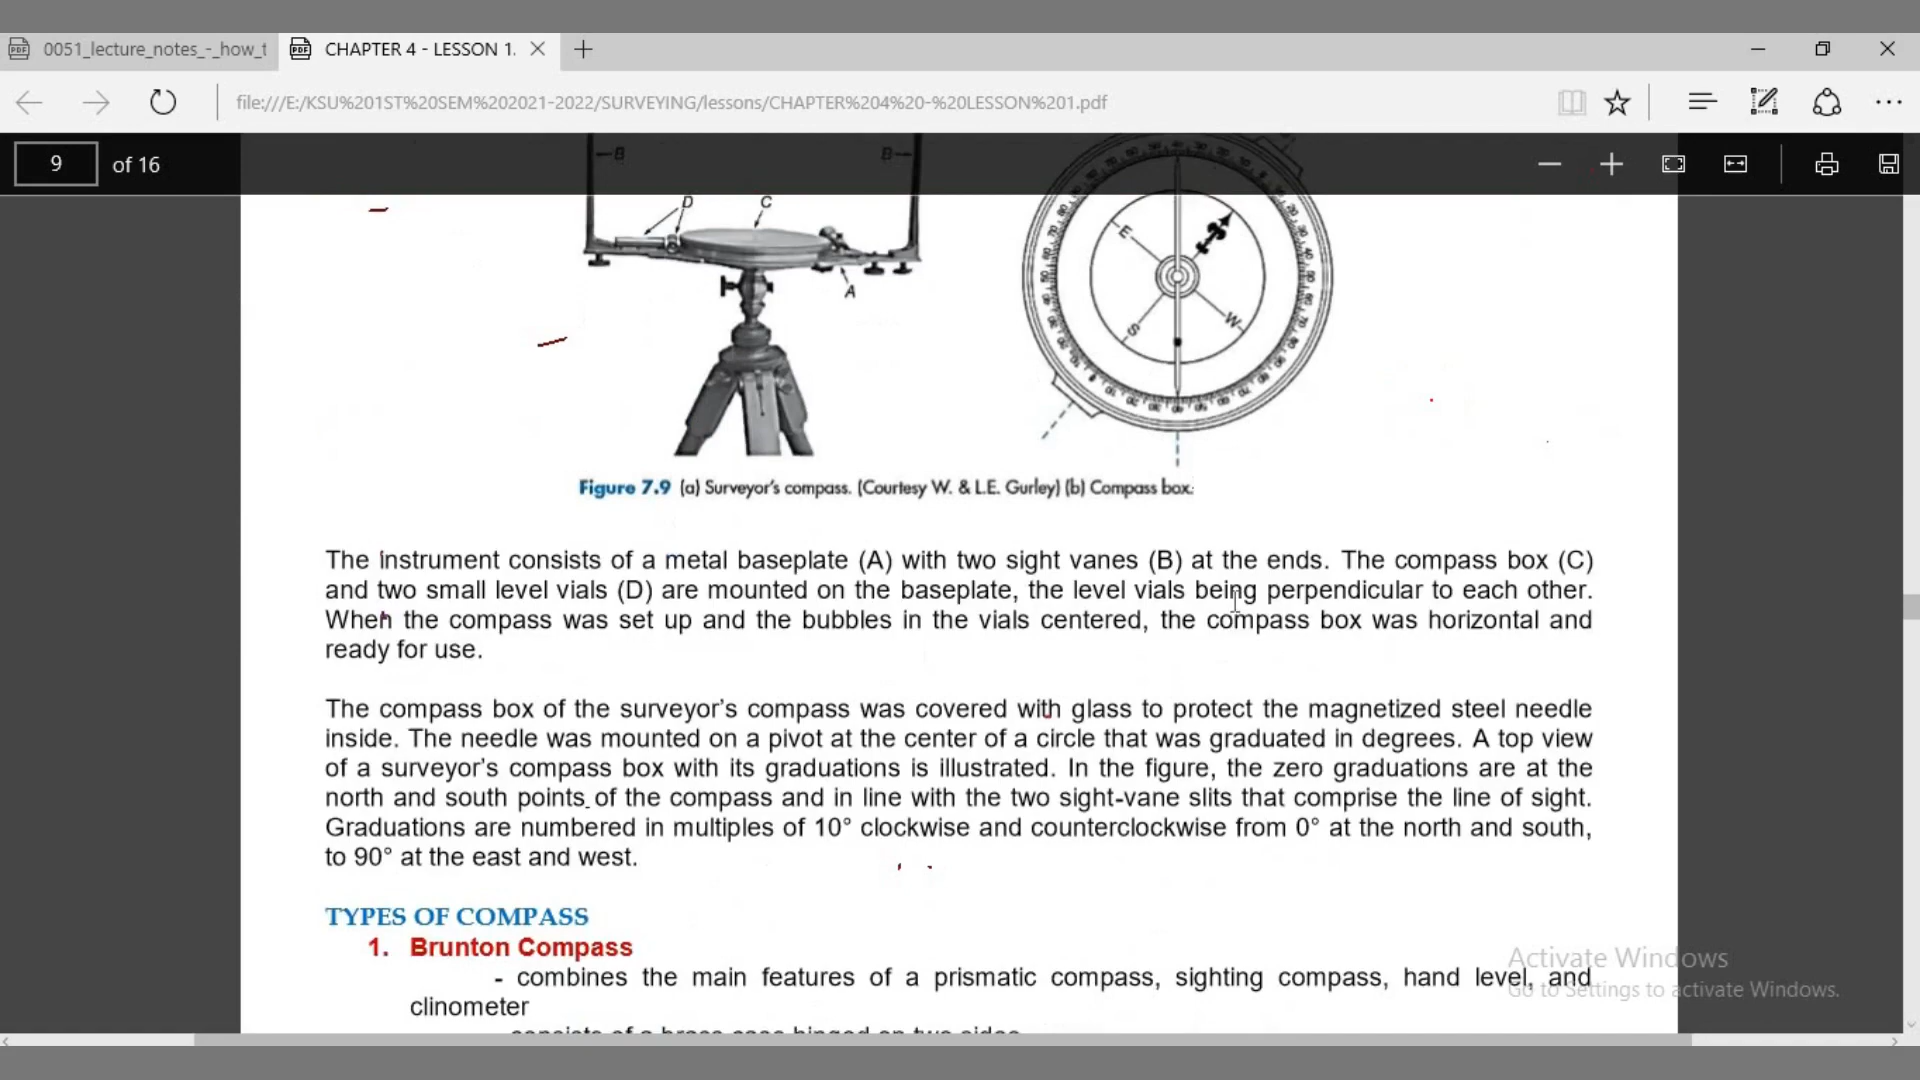 0051_lecture_notes_-_how_t
CHAPTER 4 - LESSON 1.
file:///E:/KSU%201ST%20SEM%202021-2022/SURVEYING/lessons/CHAPTER%204%20-%20LESSON%201.pdf
9 of 16
B B
D C
A
E
S W
Figure 7.9 (a) Surveyor's compass. (Courtesy W. & L.E. Gurley) (b) Compass box.
The instrument consists of a metal baseplate (A) with two sight vanes (B) at the ends. The compass box (C)
and two small level vials (D) are mounted on the baseplate, the level vials being perpendicular to each other.
When the compass was set up and the bubbles in the vials centered, the compass box was horizontal and
ready for use.
The compass box of the surveyor's compass was covered with glass to protect the magnetized steel needle
inside. The needle was mounted on a pivot at the center of a circle that was graduated in degrees. A top view
of a surveyor's compass box with its graduations is illustrated. In the figure, the zero graduations are at the
north and south points of the compass and in line with the two sight-vane slits that comprise the line of sight.
Graduations are numbered in multiples of 10° clockwise and counterclockwise from 0° at the north and south,
to 90° at the east and west.
TYPES OF COMPASS
1. Brunton Compass
- combines the main features of a prismatic compass, sighting compass, hand level, and
clinometer
consists of a brass case hinged on two sides
Activate Windows
Go to Settings to activate Windows.